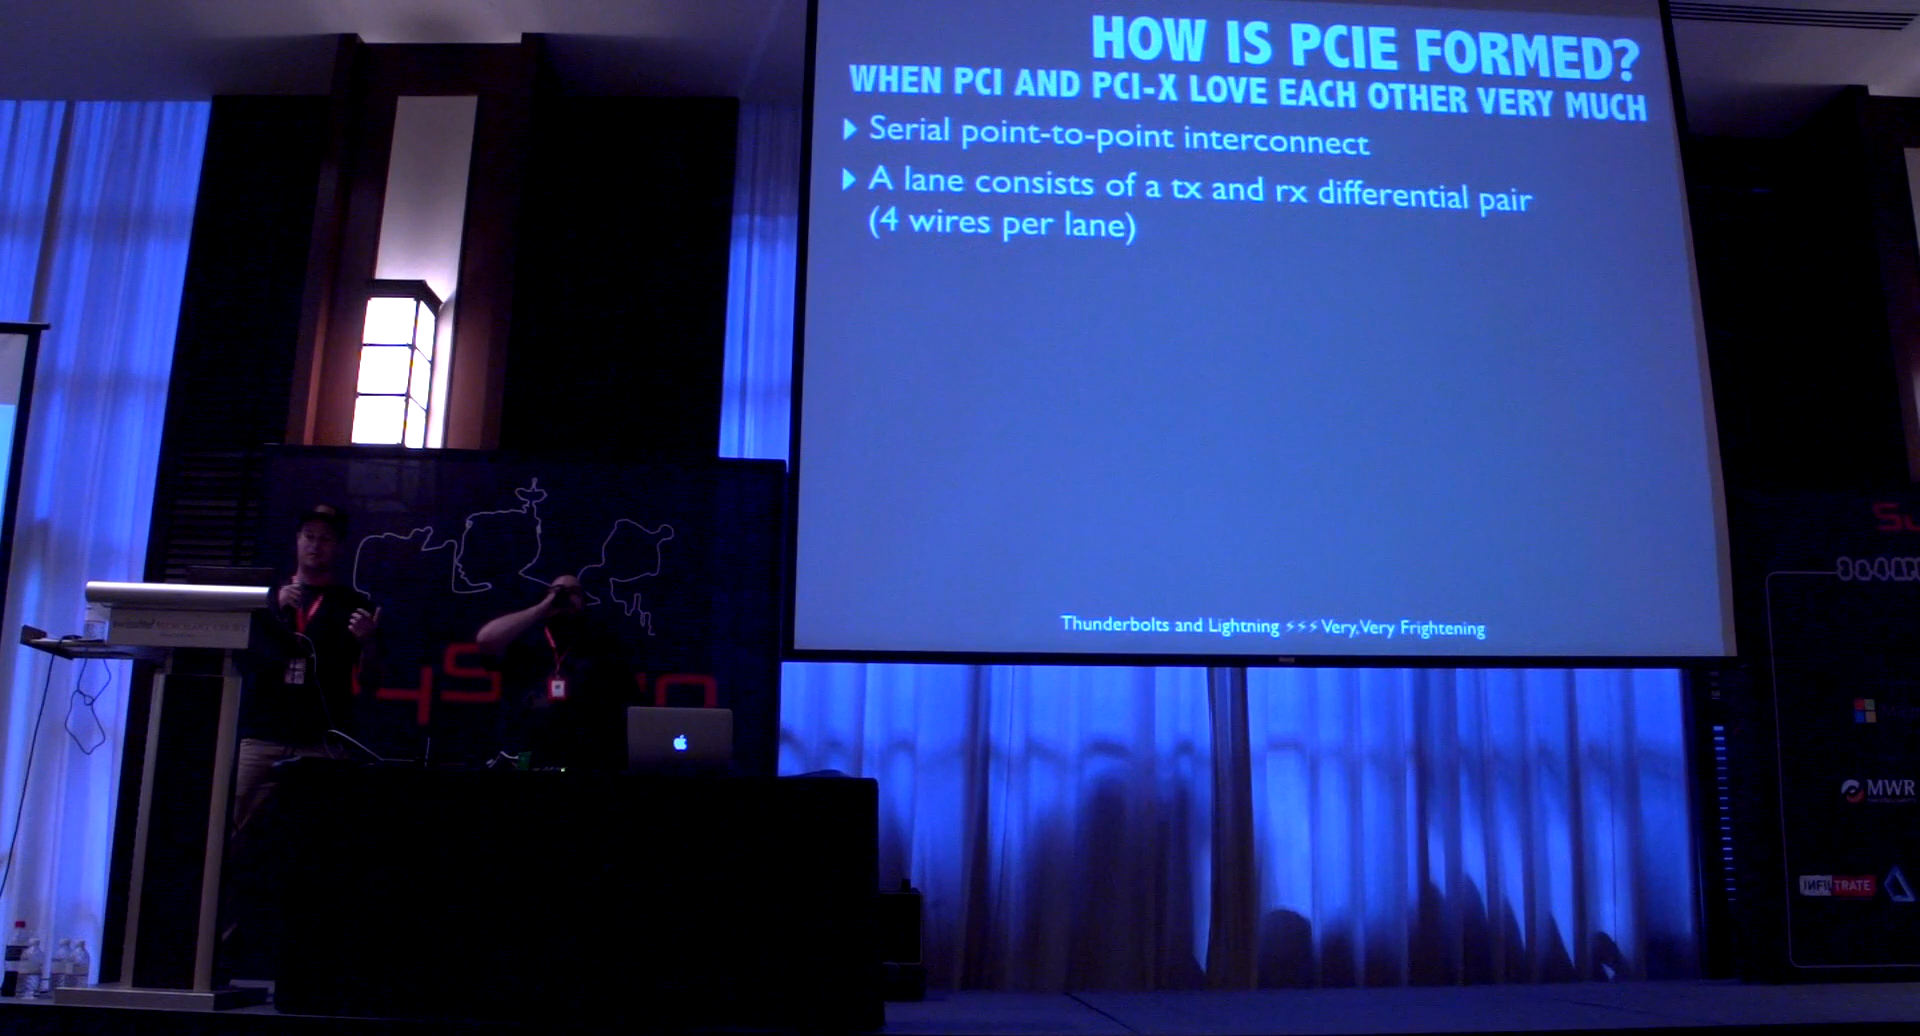 HOW IS PCIE FORMED?
WHEN PCI AND PCI-X LOVE EACH OTHER VERY MUCH
Serial point-to-point interconnect
A lane consists of a tx and rx differential pair
(4 wires per lane)
Thunderbolts and Lightning ⚡⚡⚡ Very, Very Frightening
MWR
INFILTRATE